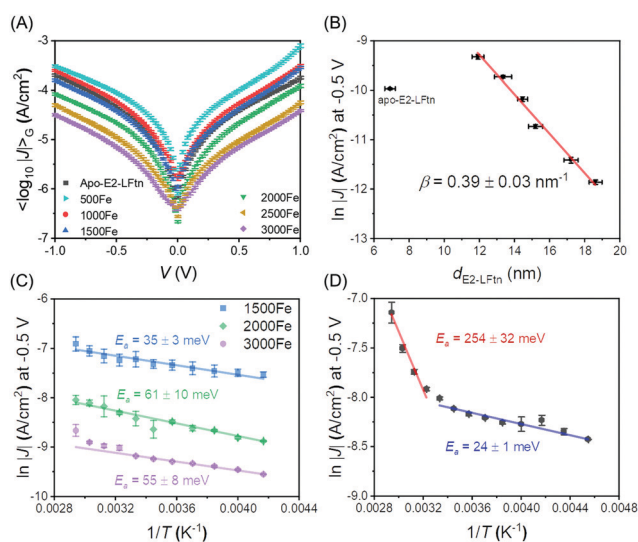 (A)
-3
-4
-5
-6
-7
<log₁₀ |J|>G (A/cm²)
Apo-E2-LFtn
500Fe
1000Fe
1500Fe
2000Fe
2500Fe
3000Fe
-1.0 -0.5 0.0 0.5 1.0
V (V)
(B)
-8
-9
-10
-11
-12
-13
ln |J| (A/cm²) at -0.5 V
apo-E2-LFtn
β = 0.39 ± 0.03 nm⁻¹
6 8 10 12 14 16 18 20
dE2-LFtn (nm)
(C)
-6
-7
-8
-9
-10
ln |J| (A/cm²) at -0.5 V
1500Fe
2000Fe
3000Fe
Ea = 35 ± 3 meV
Ea = 61 ± 10 meV
Ea = 55 ± 8 meV
0.0028 0.0032 0.0036 0.0040 0.0044
1/T (K⁻¹)
(D)
-7.0
-7.5
-8.0
-8.5
-9.0
ln |J| (A/cm²) at -0.5 V
Ea = 254 ± 32 meV
Ea = 24 ± 1 meV
0.0028 0.0032 0.0036 0.0040 0.0044 0.0048
1/T (K⁻¹)